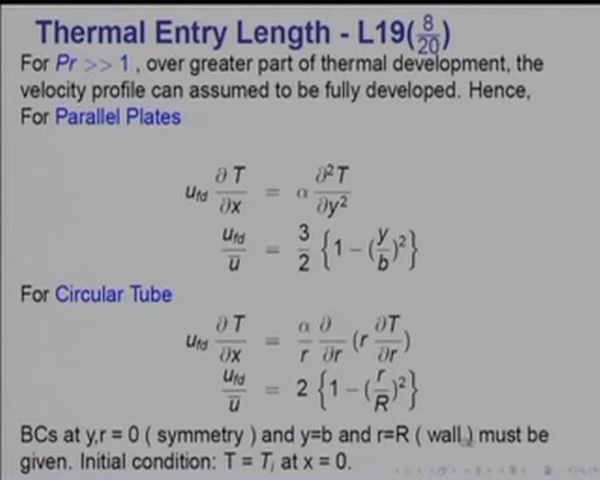 Thermal Entry Length - L19(8/20)
For Pr >> 1 , over greater part of thermal development, the
velocity profile can assumed to be fully developed. Hence,
For Parallel Plates
u_fd ∂T/∂x = α ∂²T/∂y²
u_fd/u̅ = 3/2 {1 − (y/b)²}
For Circular Tube
u_fd ∂T/∂x = α/r ∂/∂r (r ∂T/∂r)
u_fd/u̅ = 2 {1 − (r/R)²}
BCs at y,r = 0 ( symmetry ) and y=b and r=R ( wall ) must be
given. Initial condition: T = T_i at x = 0.